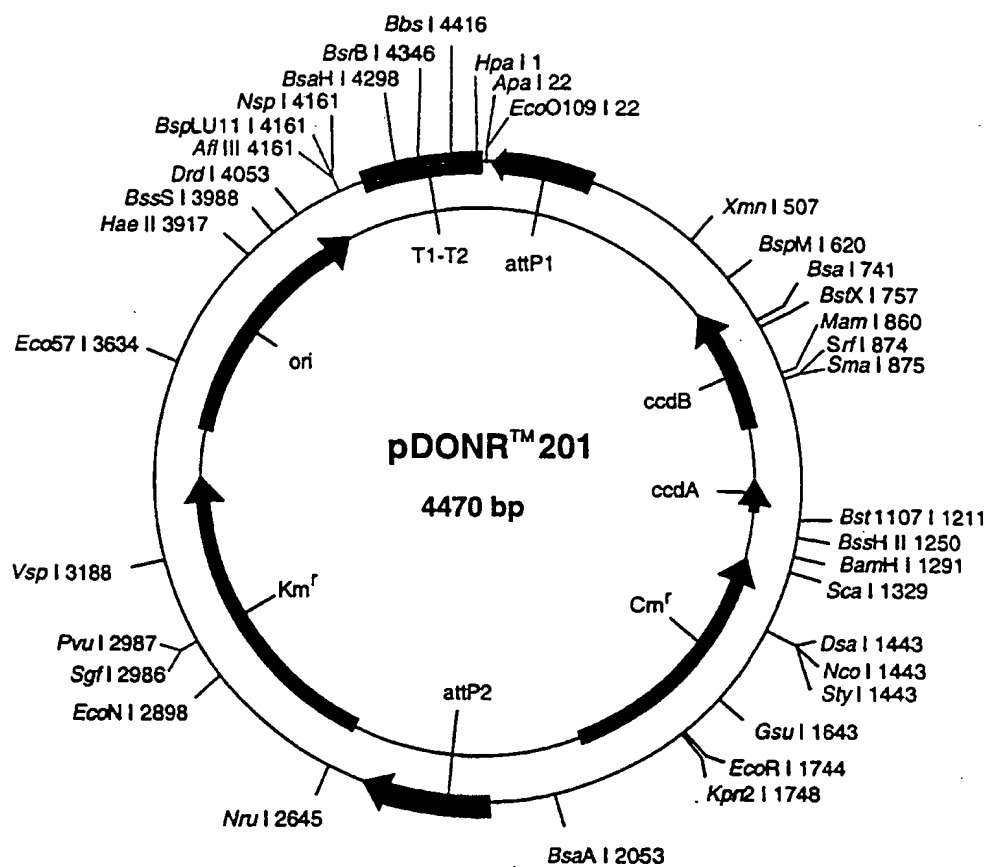 Bbs I 4416
BsrB I 4346
BsaH I 4298
Nsp I 4161
BspLU11 I 4161
Afl III 4161
Drd I 4053
BssS I 3988
Hae II 3917
Hpa I 1
Apa I 22
EcoO109 I 22
Xmn I 507
BspM I 620
Bsa I 741
BstX I 757
Mam I 860
Srf I 874
Sma I 875
T1-T2
attP1
Eco57 I 3634
ori
ccdB
pDONR™201
4470 bp
ccdA
Bst1107 I 1211
BssH II 1250
BamH I 1291
Sca I 1329
Vsp I 3188
Kmʳ
Cmʳ
Dsa I 1443
Nco I 1443
Sty I 1443
Pvu I 2987
Sgf I 2986
EcoN I 2898
attP2
Gsu I 1643
EcoR I 1744
Kpn2 I 1748
Nru I 2645
BsaA I 2053